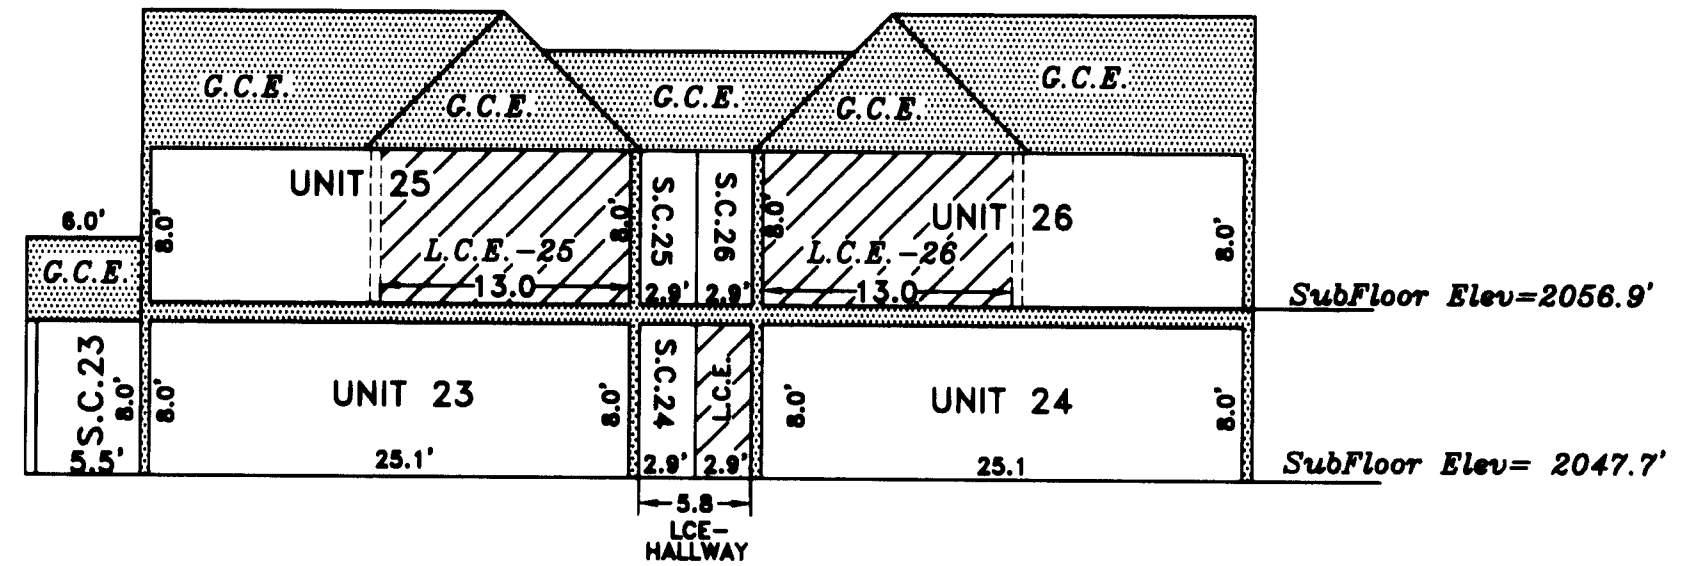 G.C.E.
G.C.E.
G.C.E.
G.C.E
G.C.E.
UNIT 25
8.0'
8.0'
L.C.E.-25
13.0
S.C.25
2.9'
S.C.26
2.9'
8.0'
UNIT 26
L.C.E.-26
13.0
8.0'
6.0'
G.C.E.
SubFloor Elev=2056.9'
S.C.23
8.0'
5.5'
8.0'
UNIT 23
8.0'
25.1'
S.C.24
2.9'
L.C.E.
2.9'
8.0'
UNIT 24
8.0'
25.1
SubFloor Elev= 2047.7'
5.8
LCE-
HALLWAY